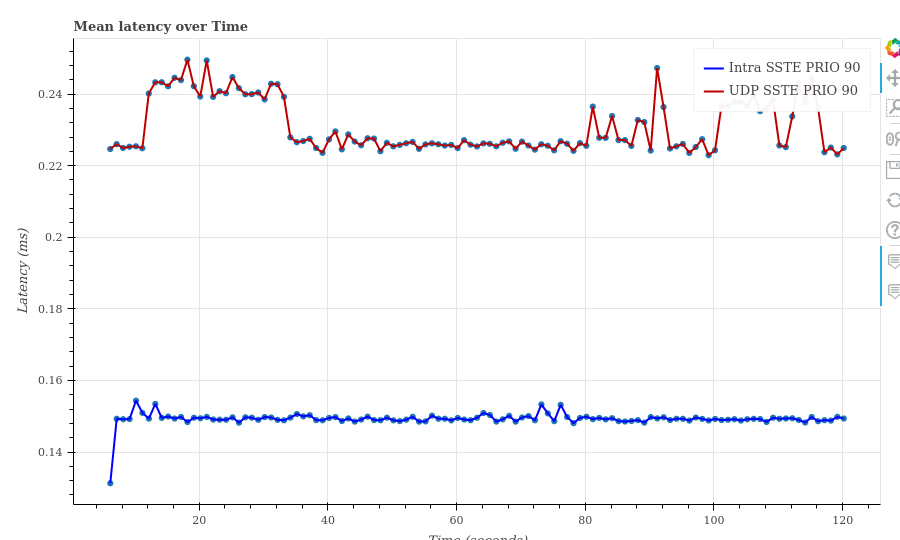 Mean latency over Time
Intra SSTE PRIO 90
UDP SSTE PRIO 90
Latency (ms)
0.24
0.22
0.2
0.18
0.16
0.14
20 40 60 80 100 120
Time (seconds)